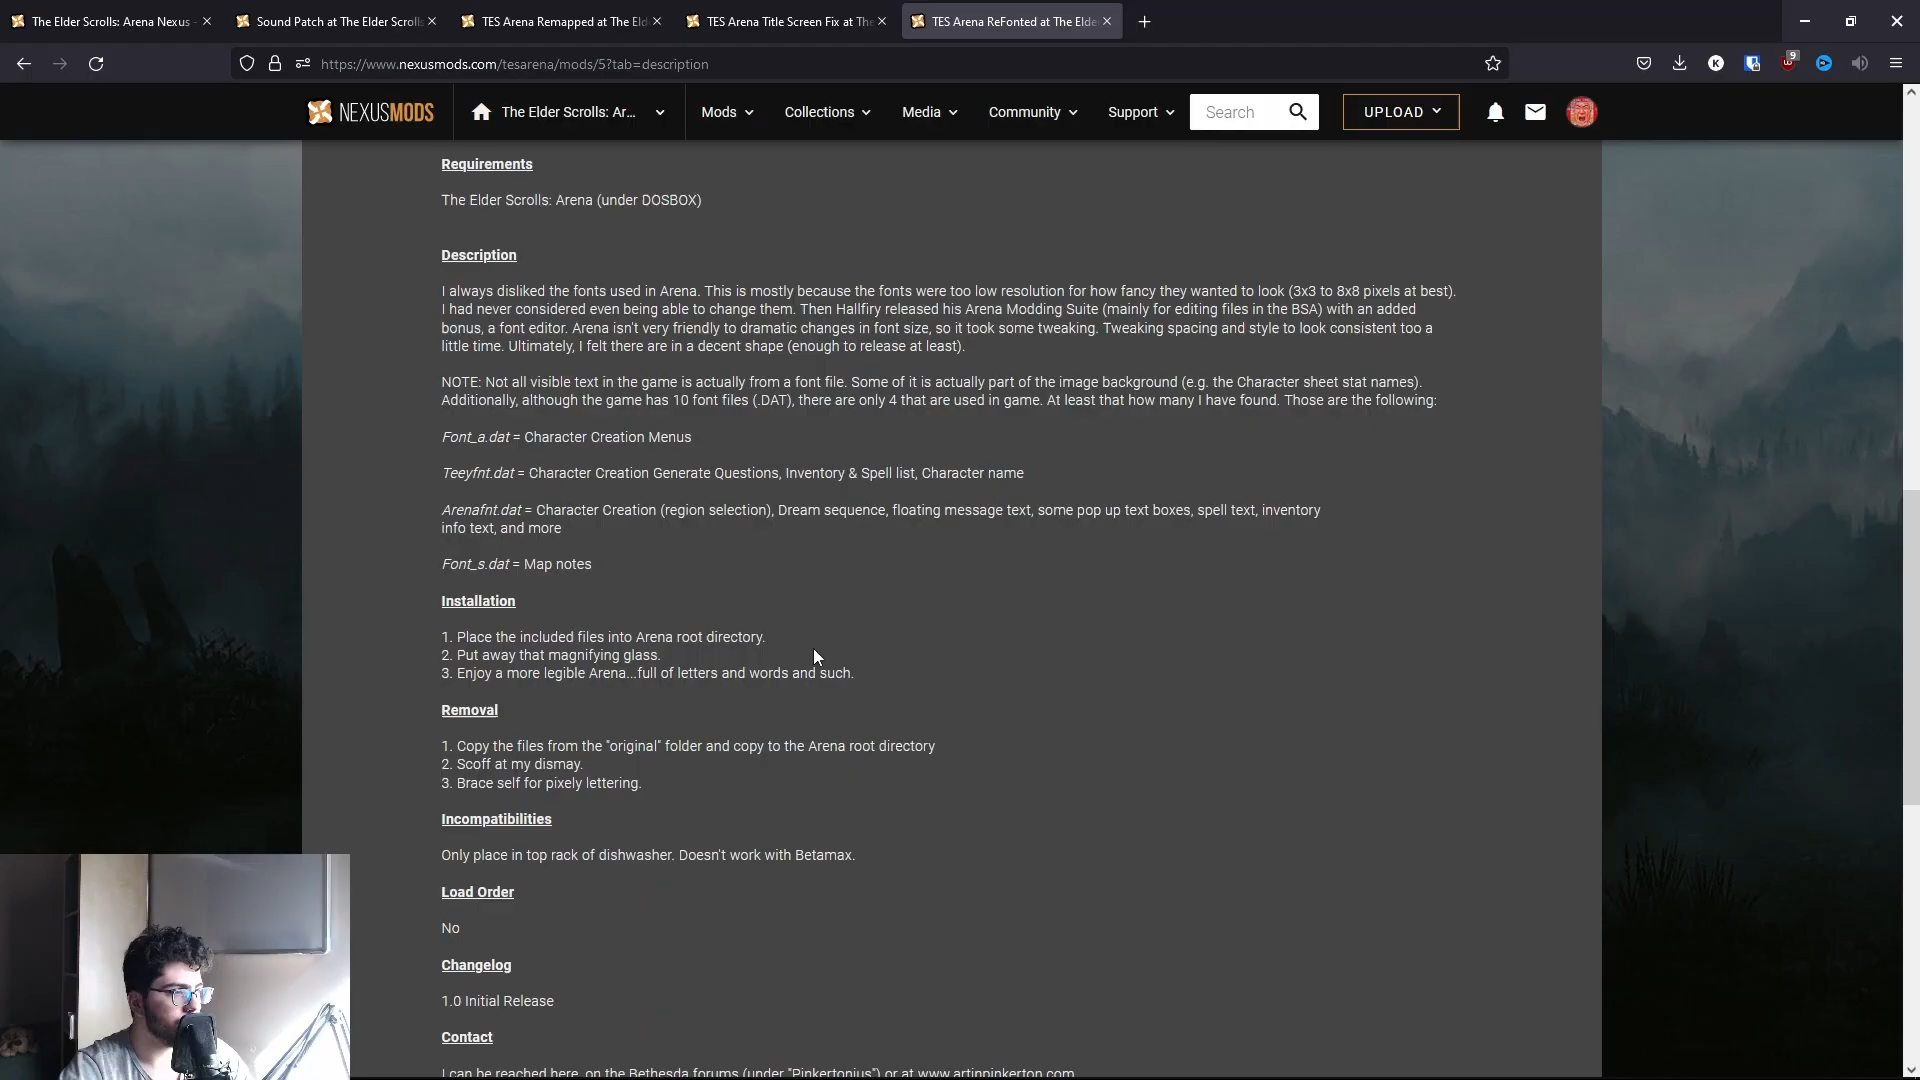 The Elder Scrolls: Arena Nexus -
Sound Patch at The Elder Scrolls
TES Arena Remapped at The Eld
TES Arena Title Screen Fix at The
TES Arena ReFonted at The Elde
https://www.nexusmods.com/tesarena/mods/5?tab=description
K
9
NEXUSMODS
The Elder Scrolls: Ar...
Mods
Collections
Media
Community
Support
Search
UPLOAD
Requirements
The Elder Scrolls: Arena (under DOSBOX)
Description
I always disliked the fonts used in Arena. This is mostly because the fonts were too low resolution for how fancy they wanted to look (3x3 to 8x8 pixels at best).
I had never considered even being able to change them. Then Hallfiry released his Arena Modding Suite (mainly for editing files in the BSA) with an added
bonus, a font editor. Arena isn't very friendly to dramatic changes in font size, so it took some tweaking. Tweaking spacing and style to look consistent too a
little time. Ultimately, I felt there are in a decent shape (enough to release at least).
NOTE: Not all visible text in the game is actually from a font file. Some of it is actually part of the image background (e.g. the Character sheet stat names).
Additionally, although the game has 10 font files (.DAT), there are only 4 that are used in game. At least that how many I have found. Those are the following:
Font_a.dat = Character Creation Menus
Teeyfnt.dat = Character Creation Generate Questions, Inventory & Spell list, Character name
Arenafnt.dat = Character Creation (region selection), Dream sequence, floating message text, some pop up text boxes, spell text, inventory
info text, and more
Font_s.dat = Map notes
Installation
1. Place the included files into Arena root directory.
2. Put away that magnifying glass.
3. Enjoy a more legible Arena...full of letters and words and such.
Removal
1. Copy the files from the "original" folder and copy to the Arena root directory
2. Scoff at my dismay.
3. Brace self for pixely lettering.
Incompatibilities
Only place in top rack of dishwasher. Doesn't work with Betamax.
Load Order
No
Changelog
1.0 Initial Release
Contact
I can be reached here, on the Bethesda forums (under "Pinkertonius") or at www.artinpinkerton.com